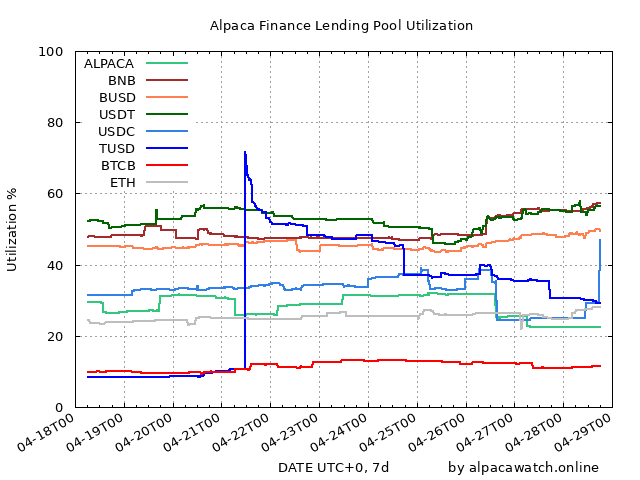 Alpaca Finance Lending Pool Utilization
100
80
60
40
20
0
Utilization %
ALPACA
BNB
BUSD
USDT
USDC
TUSD
BTCB
ETH
04-18T00
04-19T00
04-20T00
04-21T00
04-22T00
04-23T00
04-24T00
04-25T00
04-26T00
04-27T00
04-28T00
04-29T00
DATE UTC+0, 7d
by alpacawatch.online